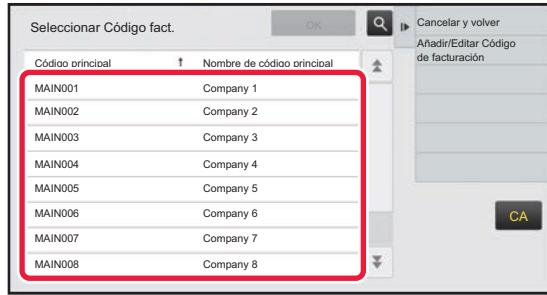 Seleccionar Código fact.
OK
Cancelar y volver
Añadir/Editar Código
de facturación
Código principal ↑ Nombre de código principal
MAIN001 Company 1
MAIN002 Company 2
MAIN003 Company 3
MAIN004 Company 4
MAIN005 Company 5
MAIN006 Company 6
MAIN007 Company 7
MAIN008 Company 8
CA